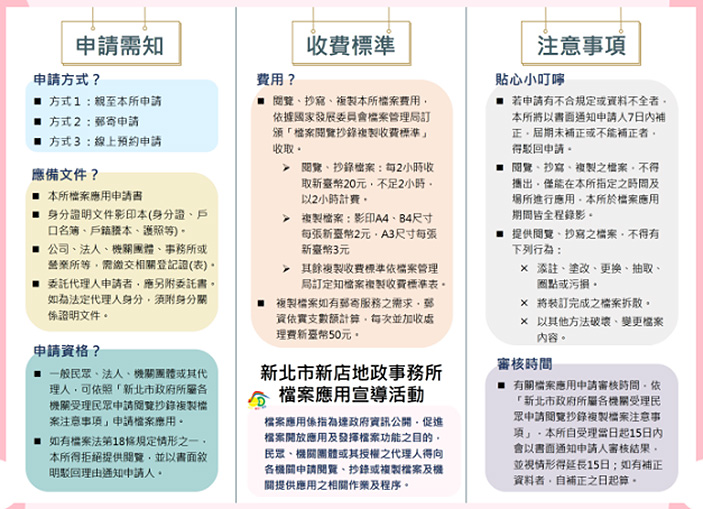 申請需知
申請方式？
■ 方式1：親至本所申請
■ 方式2：郵寄申請
■ 方式3：線上預約申請
應備文件？
■ 本所檔案應用申請書
■ 身分證明文件影印本(身分證、戶
口名簿、戶籍謄本、護照等)。
■ 公司、法人、機關團體、事務所或
營業所等，需繳交相關登記證(表)。
■ 委託代理人申請者，應另附委託書。
如為法定代理人身分，須附身分關
係證明文件。
申請資格？
■ 一般民眾、法人、機關團體或其代
理人，可依照「新北市政府所屬各
機關受理民眾申請閱覽抄錄複製檔
案注意事項」申請檔案應用。
■ 如有檔案法第18條規定情形之一，
本所得拒絕提供閱覽，並以書面敘
明駁回理由通知申請人。
收費標準
費用？
■ 閱覽、抄寫、複製本所檔案費用，
依據國家發展委員會檔案管理局訂
頒「檔案閱覽抄錄複製收費標準」
收取。
➢ 閱覽、抄錄檔案：每2小時收
取新臺幣20元，不足2小時，
以2小時計費。
➢ 複製檔案：影印A4、B4尺寸
每張新臺幣2元，A3尺寸每張
新臺幣3元
➢ 其餘複製收費標準依檔案管理
局訂定知檔案複製收費標準表。
■ 複製檔案如有郵寄服務之需求，郵
資依實支數額計算，每次並加收處
理費新臺幣50元。
新北市新店地政事務所
檔案應用宣導活動
檔案應用係指為達政府資訊公開，促進
檔案開放應用及發揮檔案功能之目的，
民眾、機關團體或其授權之代理人得向
各機關申請閱覽、抄錄或複製檔案及機
關提供應用之相關作業及程序。
注意事項
貼心小叮嚀
■ 若申請有不合規定或資料不全者，
本所將以書面通知申請人7日內補
正，屆期未補正或不能補正者，
得駁回申請。
■ 閱覽、抄寫、複製之檔案，不得
攜出，僅能在本所指定之時間及
場所進行應用，本所於檔案應用
期間皆全程錄影。
■ 提供閱覽、抄寫之檔案，不得有
下列行為：
× 添註、塗改、更換、抽取、
圈點或污損。
× 將裝訂完成之檔案拆散。
× 以其他方法破壞、變更檔案
內容。
審核時間
■ 有關檔案應用申請審核時間，依
「新北市政府所屬各機關受理民
眾申請閱覽抄錄複製檔案注意事
項」，本所自受理當日起15日內
會以書面通知申請人審核結果，
並視情形得延長15日；如有補正
資料者，自補正之日起算。